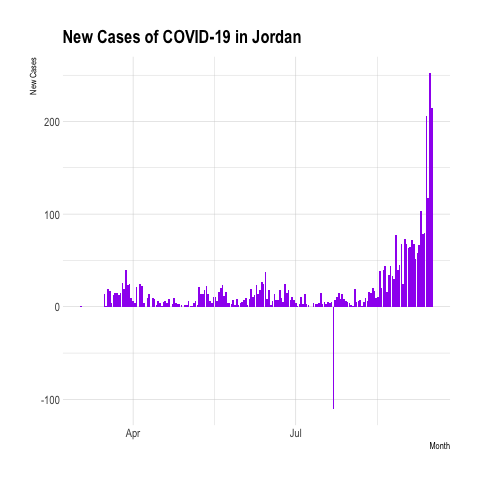 New Cases of COVID-19 in Jordan
New Cases
200
100
0
-100
Apr
Jul
Month